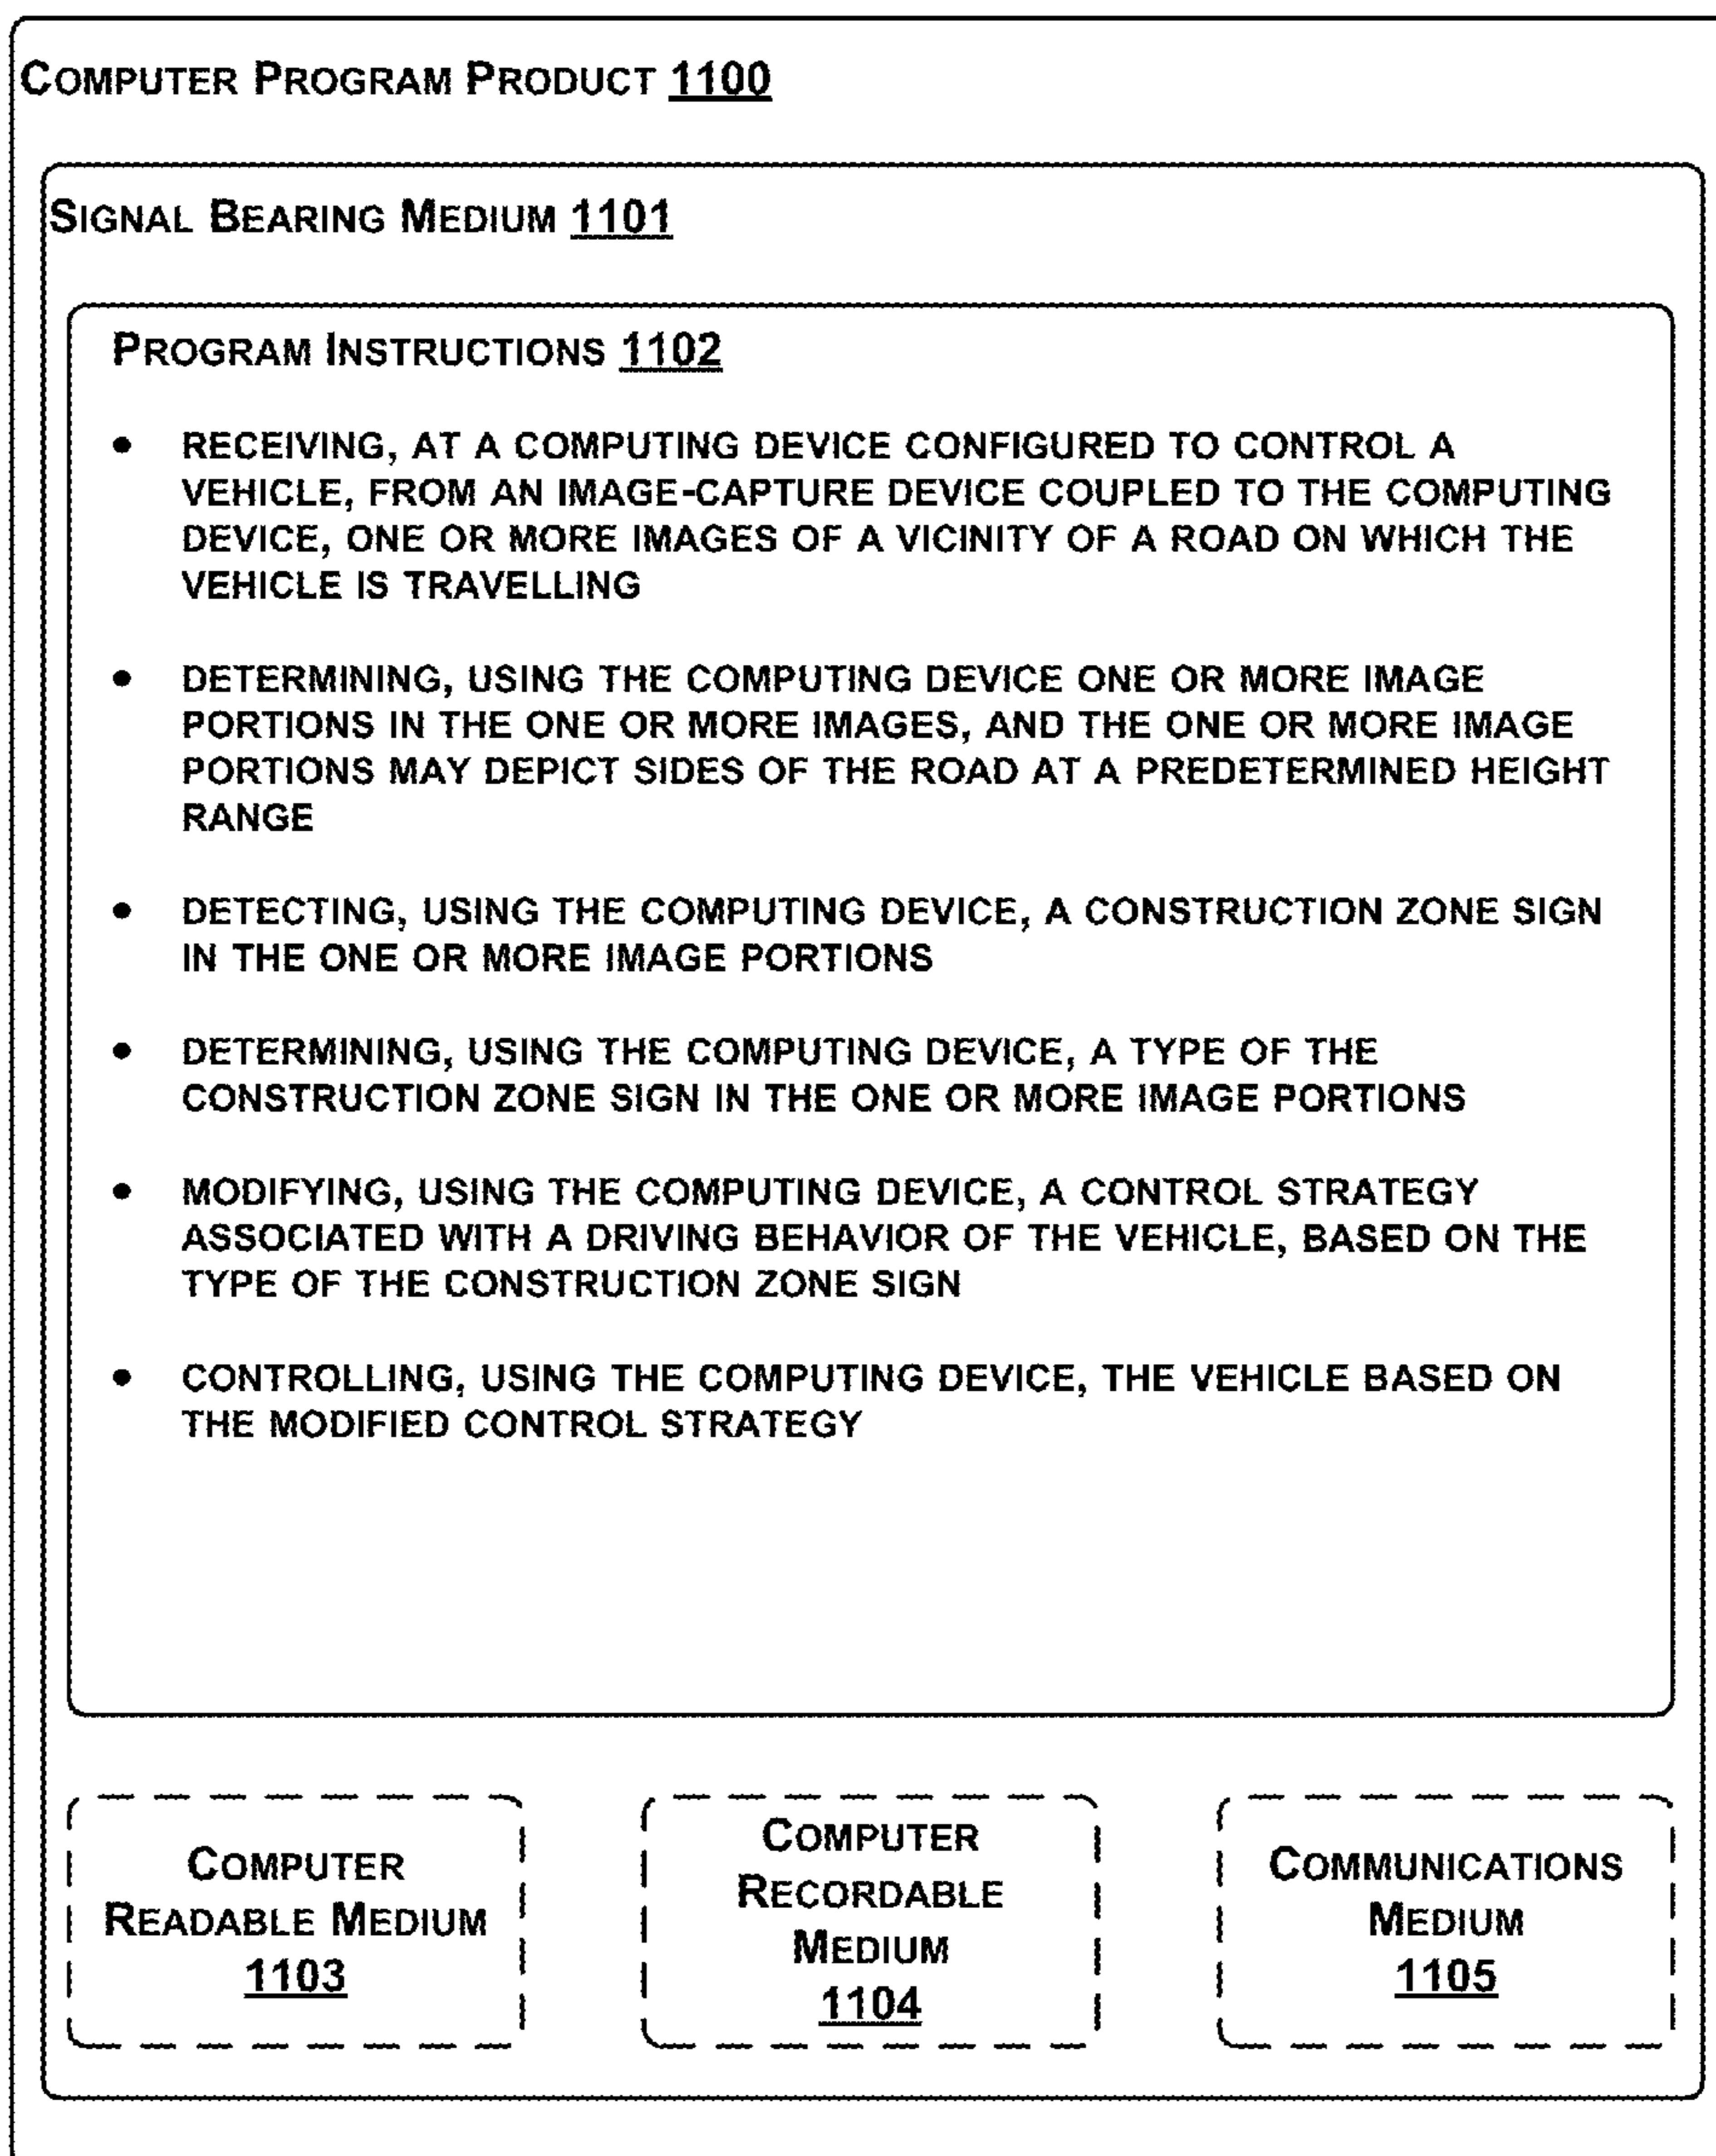 COMPUTER PROGRAM PRODUCT 1100
SIGNAL BEARING MEDIUM 1101
PROGRAM INSTRUCTIONS 1102
• RECEIVING, AT A COMPUTING DEVICE CONFIGURED TO CONTROL A
VEHICLE, FROM AN IMAGE-CAPTURE DEVICE COUPLED TO THE COMPUTING
DEVICE, ONE OR MORE IMAGES OF A VICINITY OF A ROAD ON WHICH THE
VEHICLE IS TRAVELLING
• DETERMINING, USING THE COMPUTING DEVICE ONE OR MORE IMAGE
PORTIONS IN THE ONE OR MORE IMAGES, AND THE ONE OR MORE IMAGE
PORTIONS MAY DEPICT SIDES OF THE ROAD AT A PREDETERMINED HEIGHT
RANGE
• DETECTING, USING THE COMPUTING DEVICE, A CONSTRUCTION ZONE SIGN
IN THE ONE OR MORE IMAGE PORTIONS
• DETERMINING, USING THE COMPUTING DEVICE, A TYPE OF THE
CONSTRUCTION ZONE SIGN IN THE ONE OR MORE IMAGE PORTIONS
• MODIFYING, USING THE COMPUTING DEVICE, A CONTROL STRATEGY
ASSOCIATED WITH A DRIVING BEHAVIOR OF THE VEHICLE, BASED ON THE
TYPE OF THE CONSTRUCTION ZONE SIGN
• CONTROLLING, USING THE COMPUTING DEVICE, THE VEHICLE BASED ON
THE MODIFIED CONTROL STRATEGY
COMPUTER
READABLE MEDIUM
1103
COMPUTER
RECORDABLE
MEDIUM
1104
COMMUNICATIONS
MEDIUM
1105